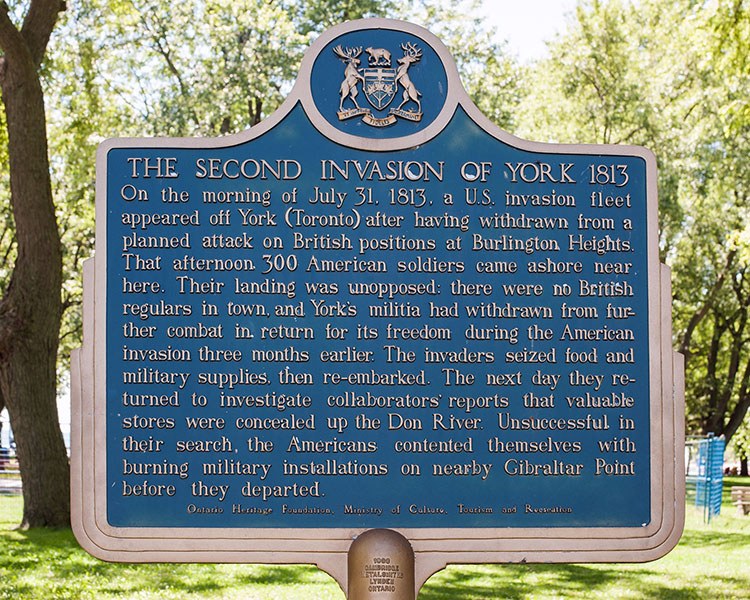 THE SECOND INVASION OF YORK 1813
On the morning of July 31, 1813, a U.S. invasion fleet
appeared off York (Toronto) after having withdrawn from a
planned attack on British positions at Burlington Heights.
That afternoon 300 American soldiers came ashore near
here. Their landing was unopposed: there were no British
regulars in town, and York's militia had withdrawn from fur-
ther combat in return for its freedom during the American
invasion three months earlier. The invaders seized food and
military supplies, then re-embarked. The next day they re-
turned to investigate collaborators' reports that valuable
stores were concealed up the Don River. Unsuccessful in
their search, the Americans contented themselves with
burning military installations on nearby Gibraltar Point
before they departed.
Ontario Heritage Foundation, Ministry of Culture, Tourism and Recreation
LYNDEN
ONTARIO